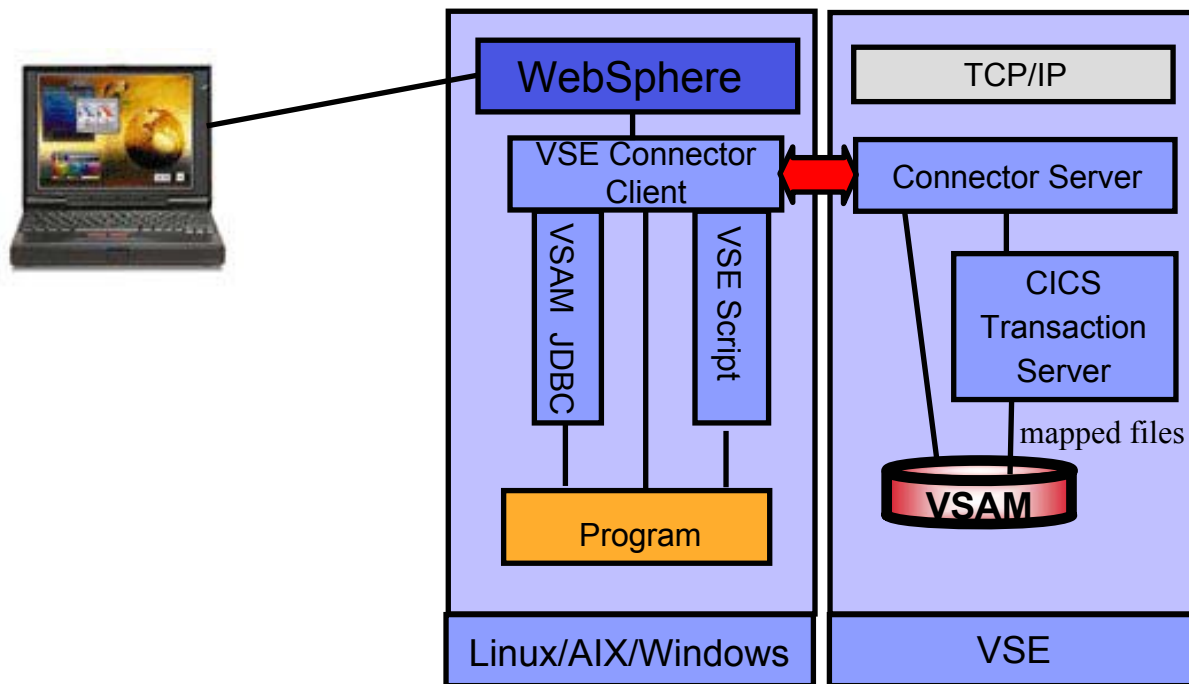 WebSphere
VSE Connector
Client
VSAM JDBC
VSE Script
Program
Linux/AIX/Windows
TCP/IP
Connector Server
CICS
Transaction
Server
mapped files
VSAM
VSE